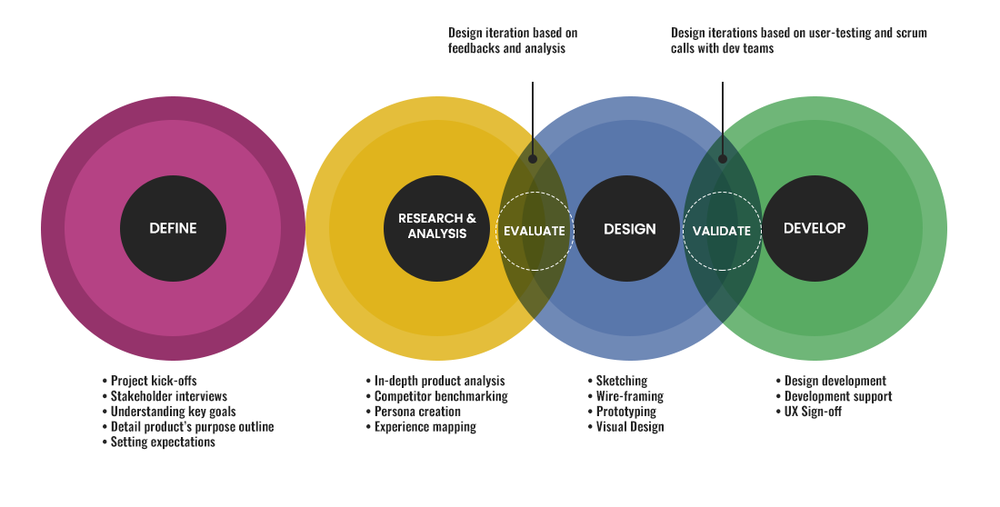 Design iteration based on
feedbacks and analysis
Design iterations based on user-testing and scrum
calls with dev teams
DEFINE
RESEARCH &
ANALYSIS
EVALUATE
DESIGN
VALIDATE
DEVELOP
• Project kick-offs
• Stakeholder interviews
• Understanding key goals
• Detail product's purpose outline
• Setting expectations
• In-depth product analysis
• Competitor benchmarking
• Persona creation
• Experience mapping
• Sketching
• Wire-framing
• Prototyping
• Visual Design
• Design development
• Development support
• UX Sign-off